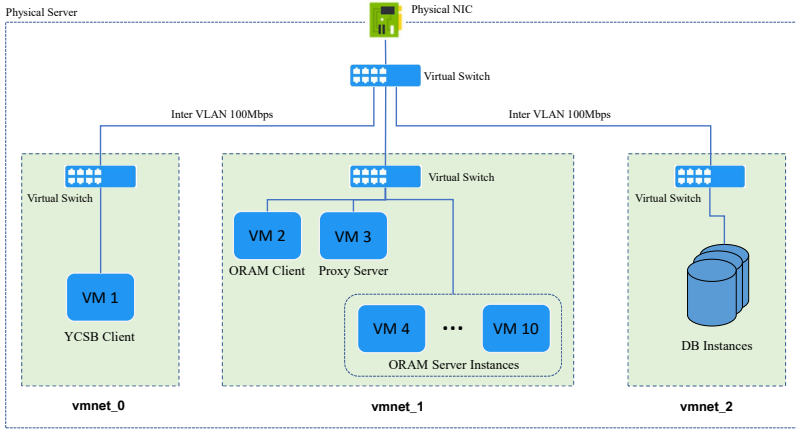 Physical Server
Physical NIC
Virtual Switch
Inter VLAN 100Mbps
Inter VLAN 100Mbps
Virtual Switch
Virtual Switch
Virtual Switch
VM 2
VM 3
ORAM Client
Proxy Server
VM 1
YCSB Client
VM 4
•••
VM 10
ORAM Server Instances
DB Instances
vmnet_0
vmnet_1
vmnet_2